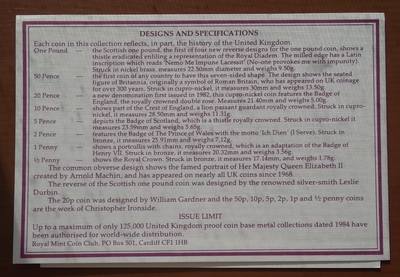 DESIGNS AND SPECIFICATIONS
Each coin in this collection reflects, in part, the history of the United Kingdom.
One Pound — the Scottish one pound, the first of four new reverse designs for the one pound coin, shows a
thistle eradicated enfiling a representation of the Royal Diadem. The milled edge has a Latin
inscription which reads 'Nemo Me Impune Lacessit' (No-one provokes me with impunity).
Struck in nickel brass, measures 22.50mm diameter and weighs 9.50g.
50 Pence — the first coin of any country to have this seven-sided shape. The design shows the seated
figure of Britannia, originally a symbol of Roman Britain, who has appeared on UK coinage
for over 300 years. Struck in cupro-nickel, it measures 30mm and weighs 13.50g.
20 Pence — a new denomination first issued in 1982, this cupro-nickel coin features the Badge of
England, the royally crowned double rose. Measures 21.40mm and weighs 5.00g.
10 Pence — shows part of the Crest of England, a lion passant guardant royally crowned. Struck in cupro-
nickel, it measures 28.50mm and weighs 11.31g.
5 Pence — depicts the Badge of Scotland, which is a thistle royally crowned. Struck in cupro-nickel it
measures 23.59mm and weighs 5.65g.
2 Pence — features the Badge of the Prince of Wales with the motto 'Ich Dien' (I Serve). Struck in
bronze, it measures 25.91mm and weighs 7.12g.
1 Penny — shows a portcullis with chains, royally crowned, which is an adaptation of the Badge of
Henry VII. Struck in bronze, it measures 20.32mm and weighs 3.56g.
½ Penny — shows the Royal Crown. Struck in bronze, it measures 17.14mm, and weighs 1.78g.
The common obverse design shows the famed portrait of Her Majesty Queen Elizabeth II
created by Arnold Machin, and has appeared on nearly all UK coins since 1968.
The reverse of the Scottish one pound coin was designed by the renowned silver-smith Leslie
Durbin.
The 20p coin was designed by William Gardner and the 50p, 10p, 5p, 2p, 1p and ½ penny coins
are the work of Christopher Ironside.
ISSUE LIMIT
Up to a maximum of only 125,000 United Kingdom proof coin base metal collections dated 1984 have
been authorised for world-wide distribution.
Royal Mint Coin Club, PO Box 501, Cardiff CF1 1HB